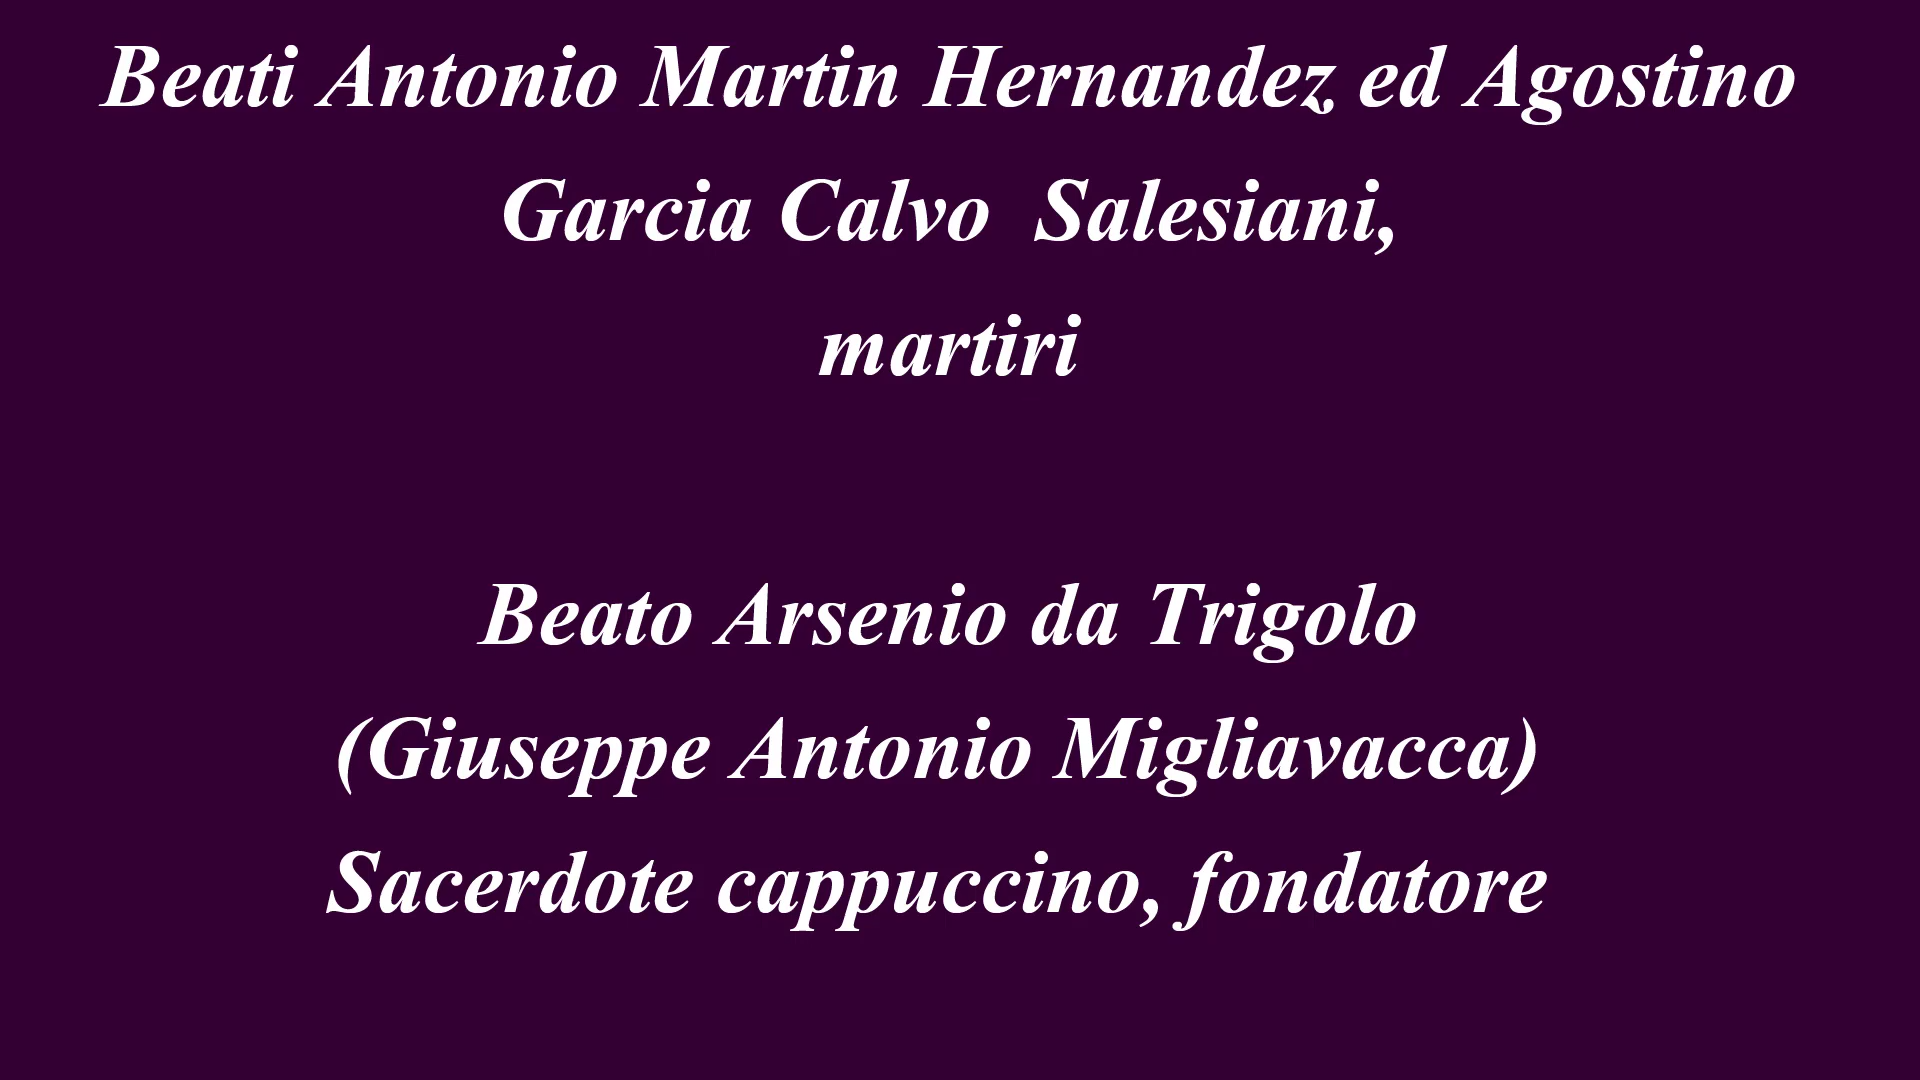 Beati Antonio Martin Hernandez ed Agostino
Garcia Calvo  Salesiani,
martiri
Beato Arsenio da Trigolo
(Giuseppe Antonio Migliavacca)
Sacerdote cappuccino, fondatore